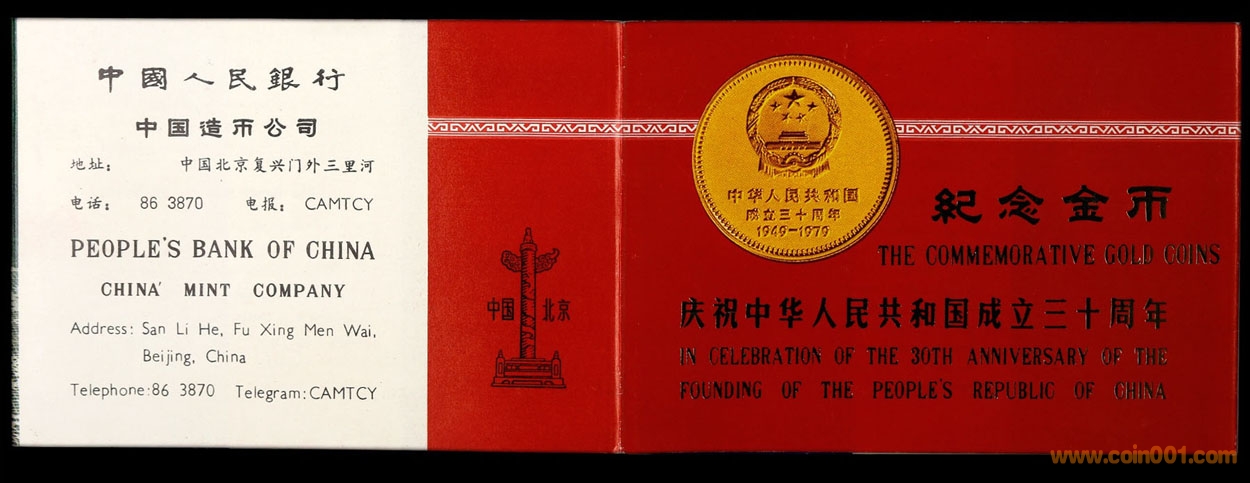 中國人民銀行
中国造币公司
地址： 中国北京复兴门外三里河
电话： 86 3870 电报： CAMTCY
PEOPLE'S BANK OF CHINA
CHINA' MINT COMPANY
Address: San Li He, Fu Xing Men Wai,
Beijing, China
Telephone:86 3870 Telegram:CAMTCY
中国 北京
中华人民共和国
成立三十周年
1949-1979
紀念金币
THE COMMEMORATIVE GOLD COINS
庆祝中华人民共和国成立三十周年
IN CELEBRATION OF THE 30TH ANNIVERSARY OF THE
FOUNDING OF THE PEOPLE'S REPUBLIC OF CHINA
www.coin001.com